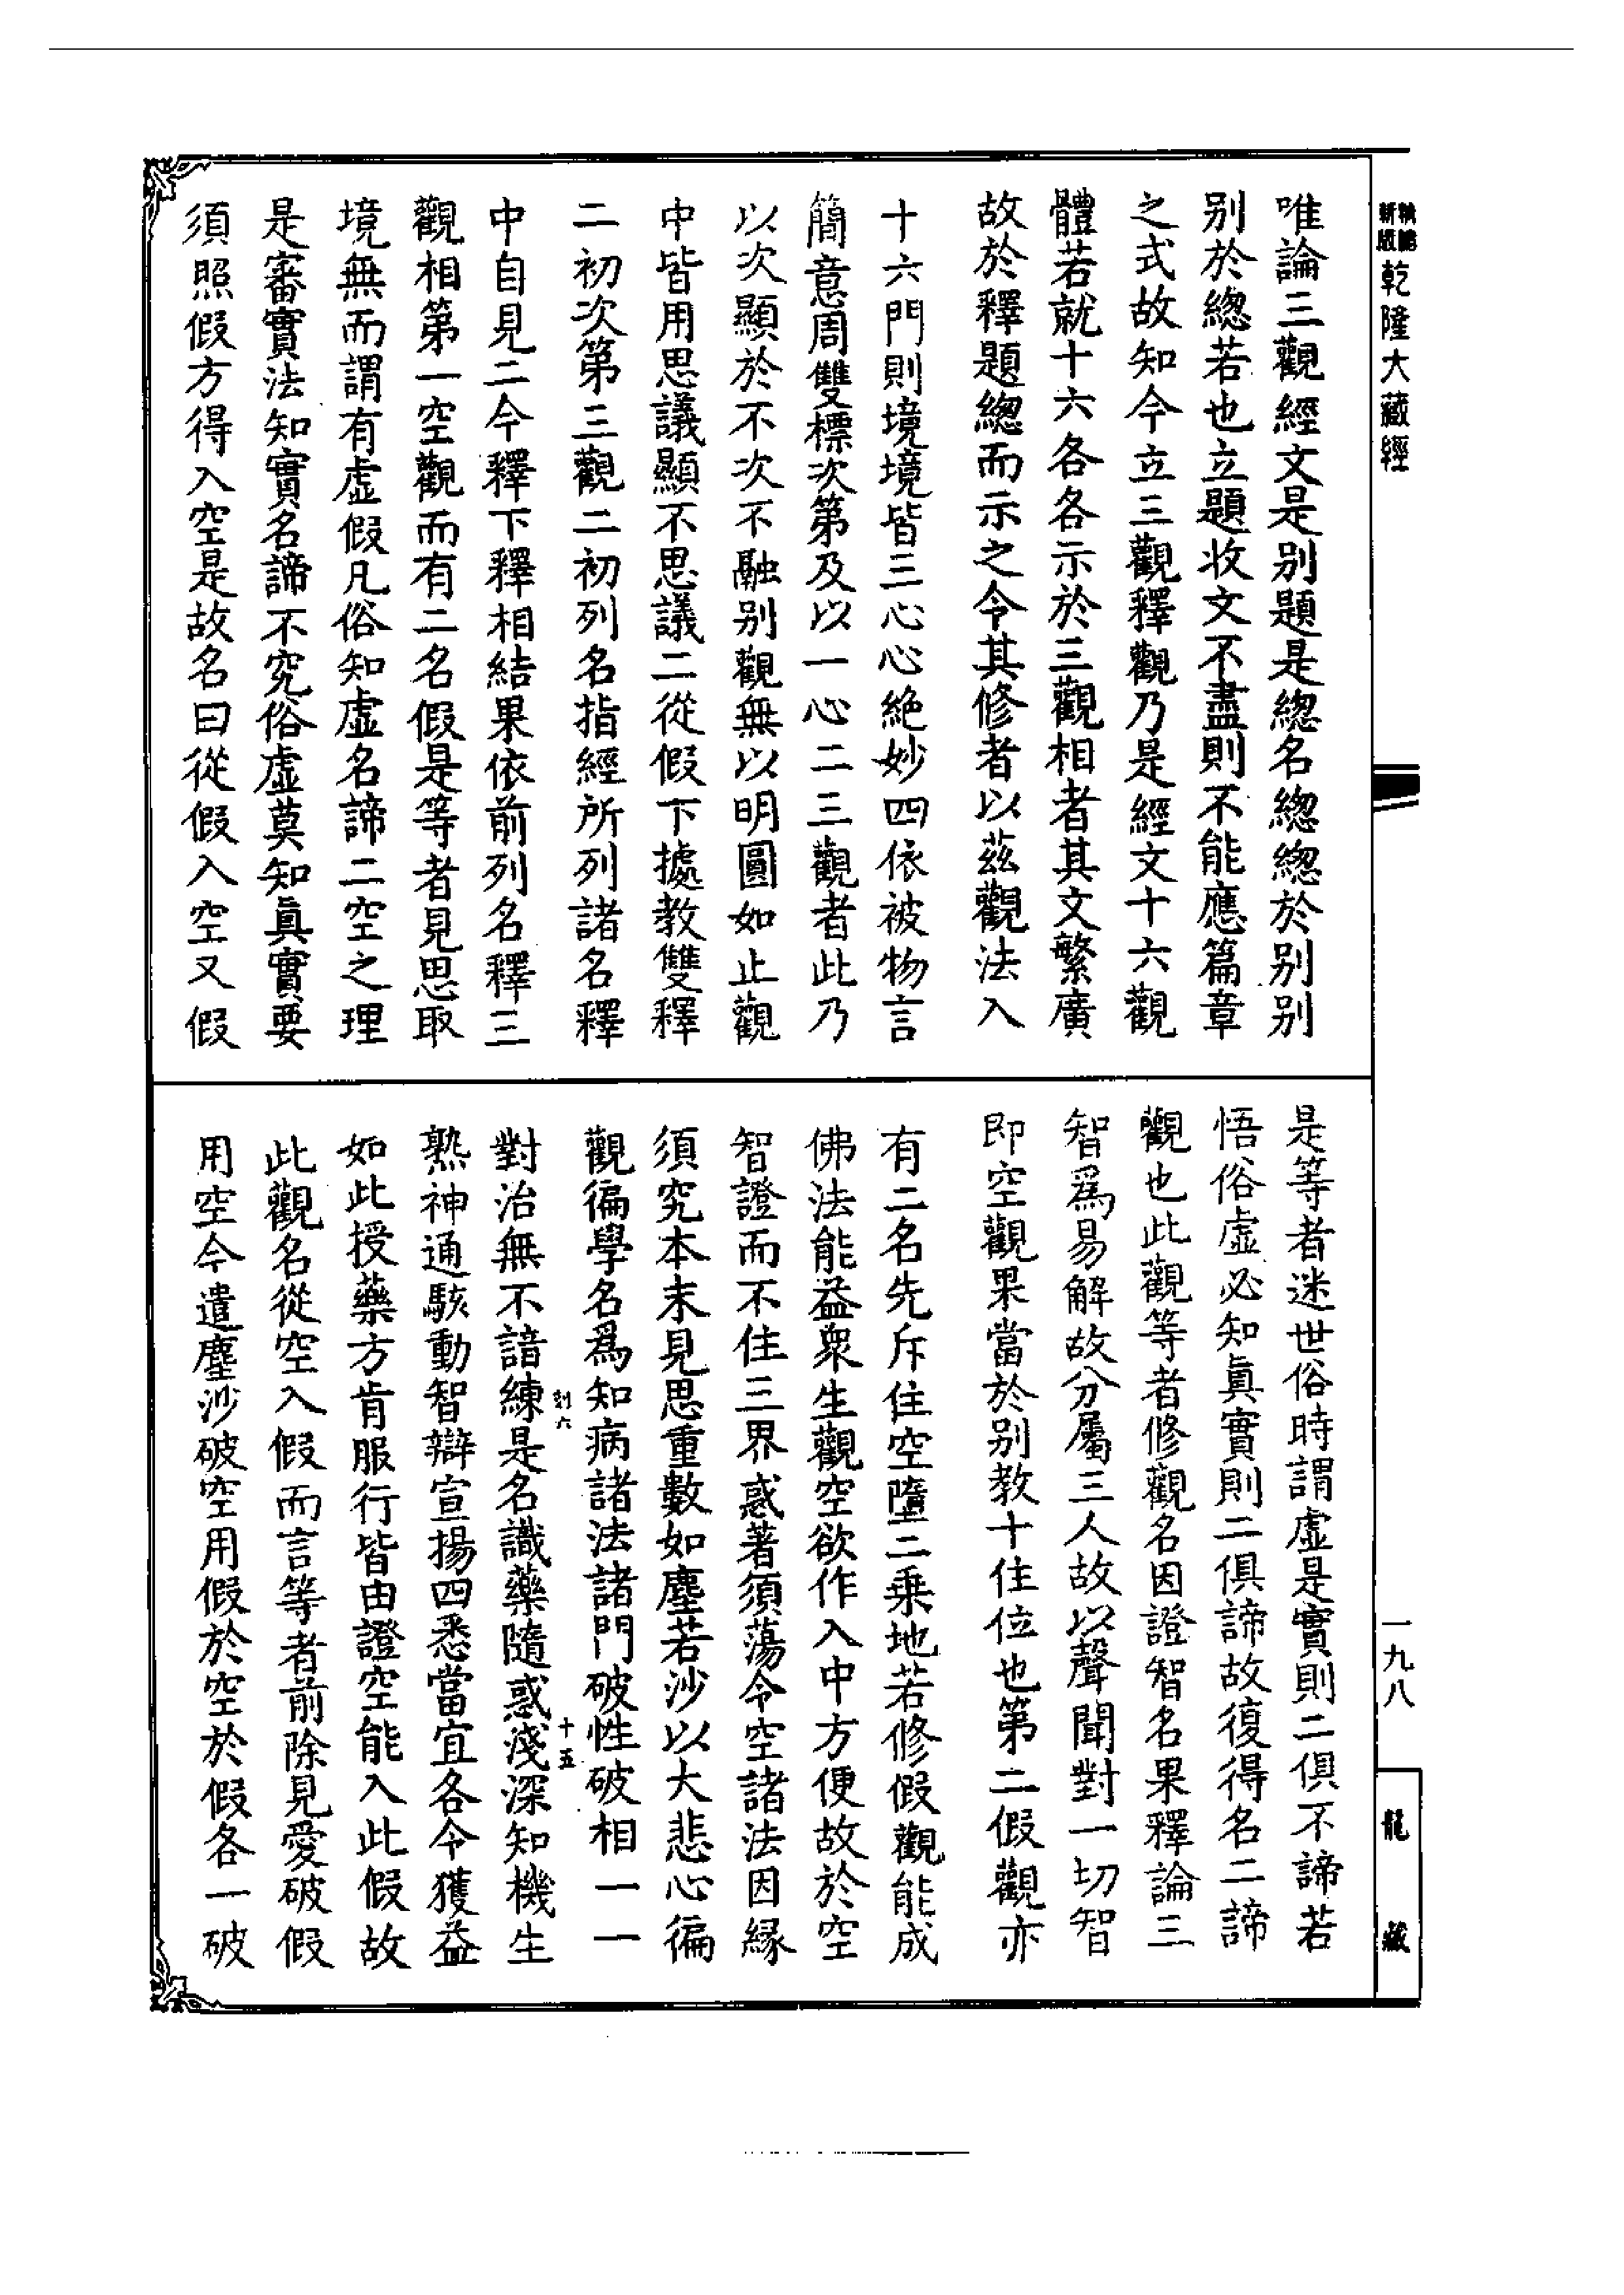 乾隆大藏經
唯論三觀經文是别題是總名總總於别别
别於總若也立題收文不盡則不能應篇章
之式故知今立三觀釋觀乃是經文十六觀
體若就十六各各示於三觀相者其文繁廣
故於釋題總而示之令其修者以茲觀法入
十六門則境境皆三心心絶妙四依被物言
簡意周雙標次第及以一心二三觀者此乃
以次顯於不次不融别觀無以明圓如止觀
中皆用思議顯不思議二從假下據教雙釋
二初次第三觀二初列名指經所列諸名釋
中自見二今釋下釋相結果依前列名釋三
觀相第一空觀而有二名假是等者見思取
境無而謂有虛假凡俗知虛名諦二空之理
是審實法知實名諦不究俗虛莫知眞實要
須照假方得入空是故名曰從假入空又假
是等者迷世俗時謂虛是實則二俱不諦若
悟俗虛必知眞實則二俱諦故復得名二諦
觀也此觀等者修觀名因證智名果釋論三
智爲易解故分屬三人故以聲聞對一切智
即空觀果當於别教十住位也第二假觀亦
有二名先斥住空墮二乘地若修假觀能成
佛法能益衆生觀空欲作入中方便故於空
智證而不住三界惑著須蕩令空諸法因緣
須究本末見思重數如塵若沙以大悲心徧
觀徧學名爲知病諸法諸門破性破相一一
十五
對治無不諳練是名識藥隨惑淺深知機生
熟神通駭動智辯宣揚四悉當宜各令獲益
如此授藥方肯服行皆由證空能入此假故
此觀名從空入假而言等者前除見愛破假
用空今遣塵沙破空用假於空於假各一破
一九八
龍藏